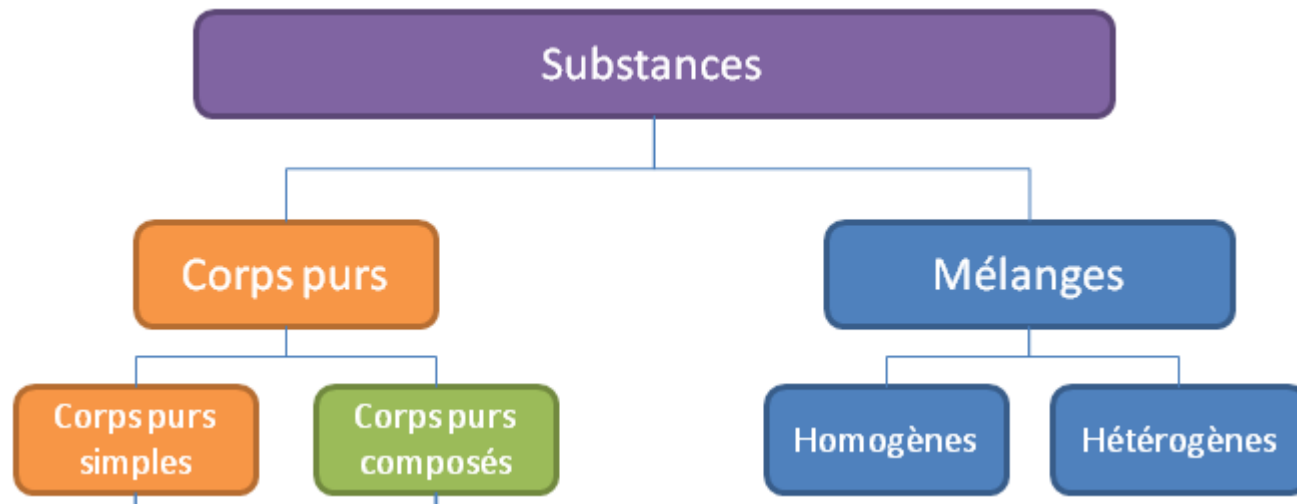 Substances
Corps purs
Mélanges
Corps purs
simples
Corps purs
composés
Homogènes
Hétérogènes